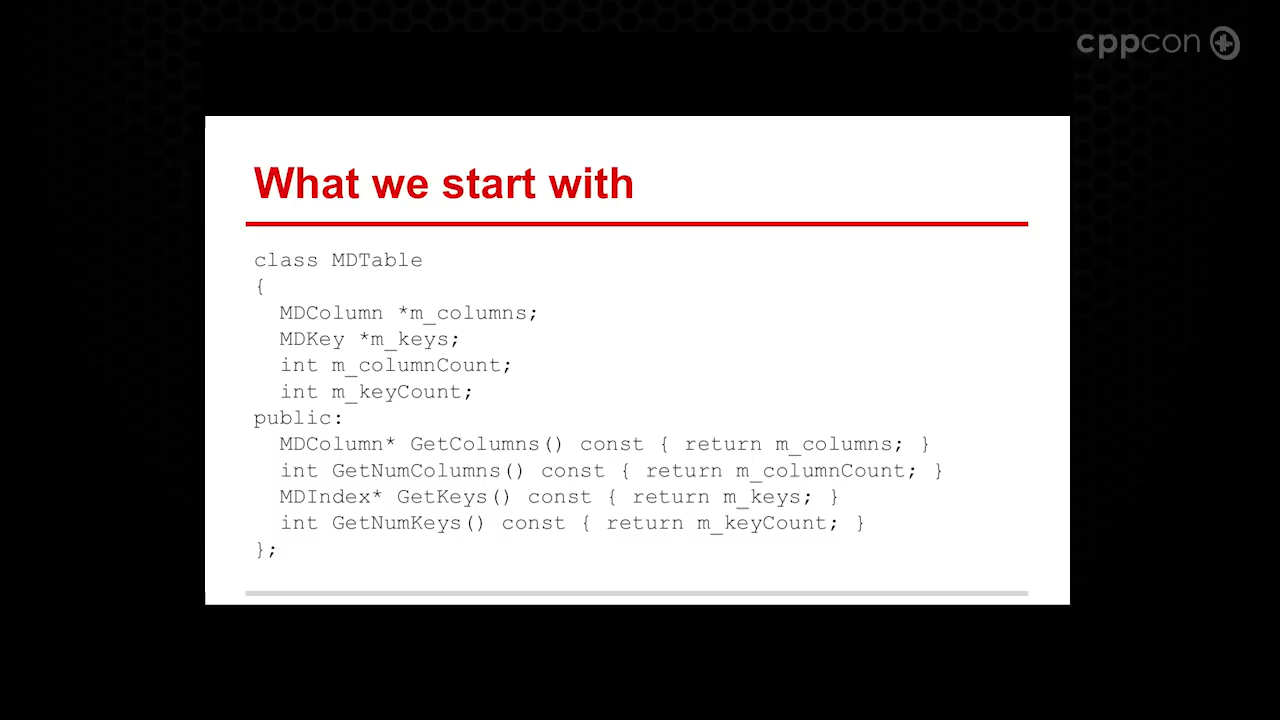 cppcon
What we start with
class MDTable
{
  MDColumn *m_columns;
  MDKey *m_keys;
  int m_columnCount;
  int m_keyCount;
public:
  MDColumn* GetColumns() const { return m_columns; }
  int GetNumColumns() const { return m_columnCount; }
  MDIndex* GetKeys() const { return m_keys; }
  int GetNumKeys() const { return m_keyCount; }
};